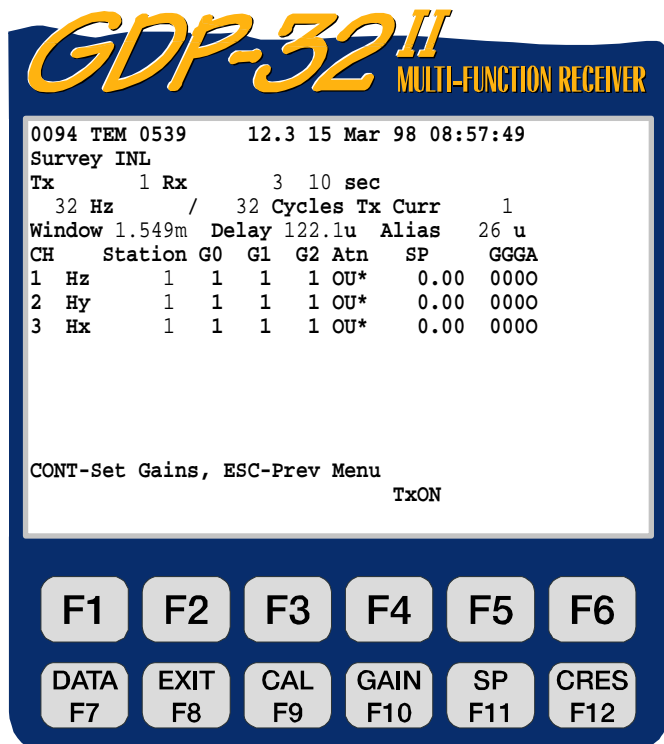 GDP-32 II
MULTI-FUNCTION RECEIVER
0094 TEM 0539 12.3 15 Mar 98 08:57:49
Survey INL
Tx 1 Rx 3 10 sec
32 Hz / 32 Cycles Tx Curr 1
Window 1.549m Delay 122.1u Alias 26 u
CH Station G0 G1 G2 Atn SP GGGA
1 Hz 1 1 1 1 OU* 0.00 000O
2 Hy 1 1 1 1 OU* 0.00 000O
3 Hx 1 1 1 1 OU* 0.00 000O
CONT-Set Gains, ESC-Prev Menu
TxON
F1 F2 F3 F4 F5 F6
DATA EXIT CAL GAIN SP CRES
F7 F8 F9 F10 F11 F12